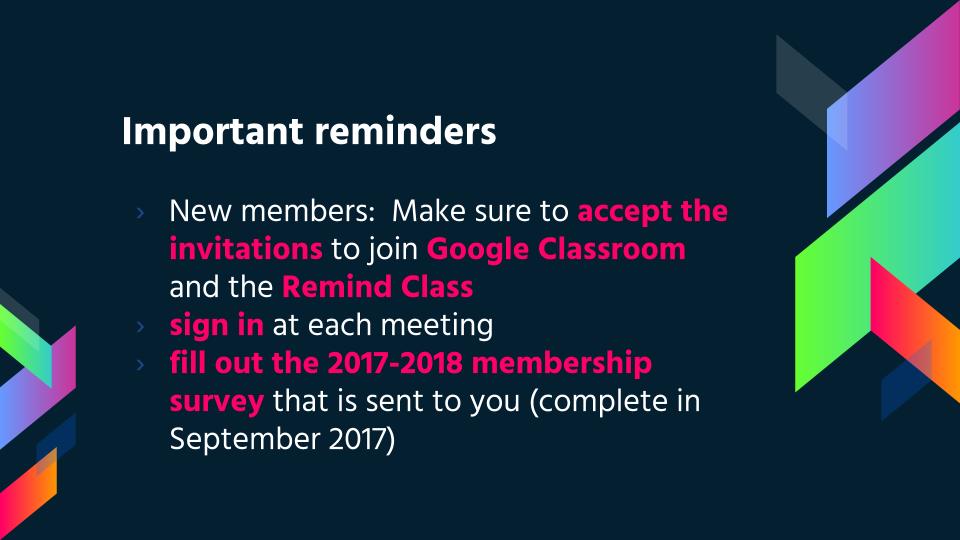 Important reminders
› New members:  Make sure to accept the
invitations to join Google Classroom
and the Remind Class
› sign in at each meeting
› fill out the 2017-2018 membership
survey that is sent to you (complete in
September 2017)